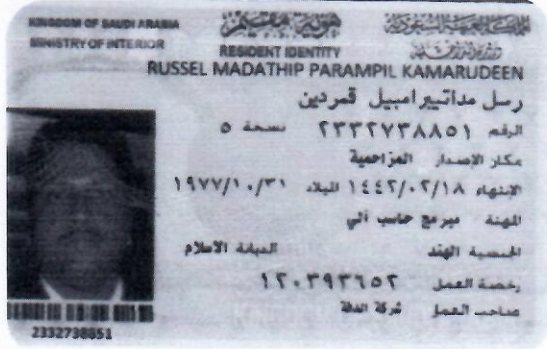 KINGDOM OF SAUDI ARABIA
MINISTRY OF INTERIOR
المملكة العربية السعودية
وزارة الداخلية
هوية مقيم
RESIDENT IDENTITY
RUSSEL MADATHIP PARAMPIL KAMARUDEEN
رسل مداتيبرامبيل قمردين
الرقم ٢٣٣٢٧٣٨٨٥١ نسخة ٥
مكان الإصدار المزاحمية
الإنتهاء ١٤٤٢/٠٢/١٨ الميلاد ١٩٧٧/١٠/٣١
المهنة مبرمج حاسب آلي
الجنسية الهند الديانة الاسلام
رخصة العمل ١٢٠٣٩٣٦٥٢
صاحب العمل شركة الدقة
2332738851